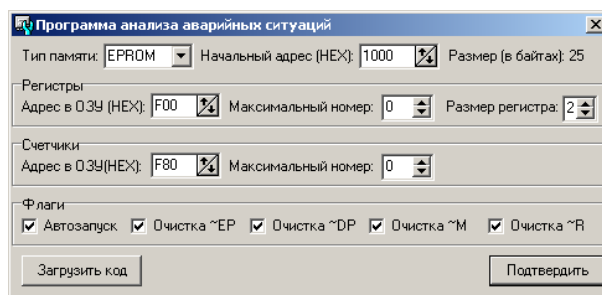 Программа анализа аварийных ситуаций
Тип памяти: EPROM Начальный адрес (HEX): 1000 Размер (в байтах): 25
Регистры
Адрес в ОЗУ (HEX): F00 Максимальный номер: 0 Размер регистра: 2
Счетчики
Адрес в ОЗУ(HEX): F80 Максимальный номер: 0
Флаги
Автозапуск Очистка ~EP Очистка ~DP Очистка ~M Очистка ~R
Загрузить код Подтвердить